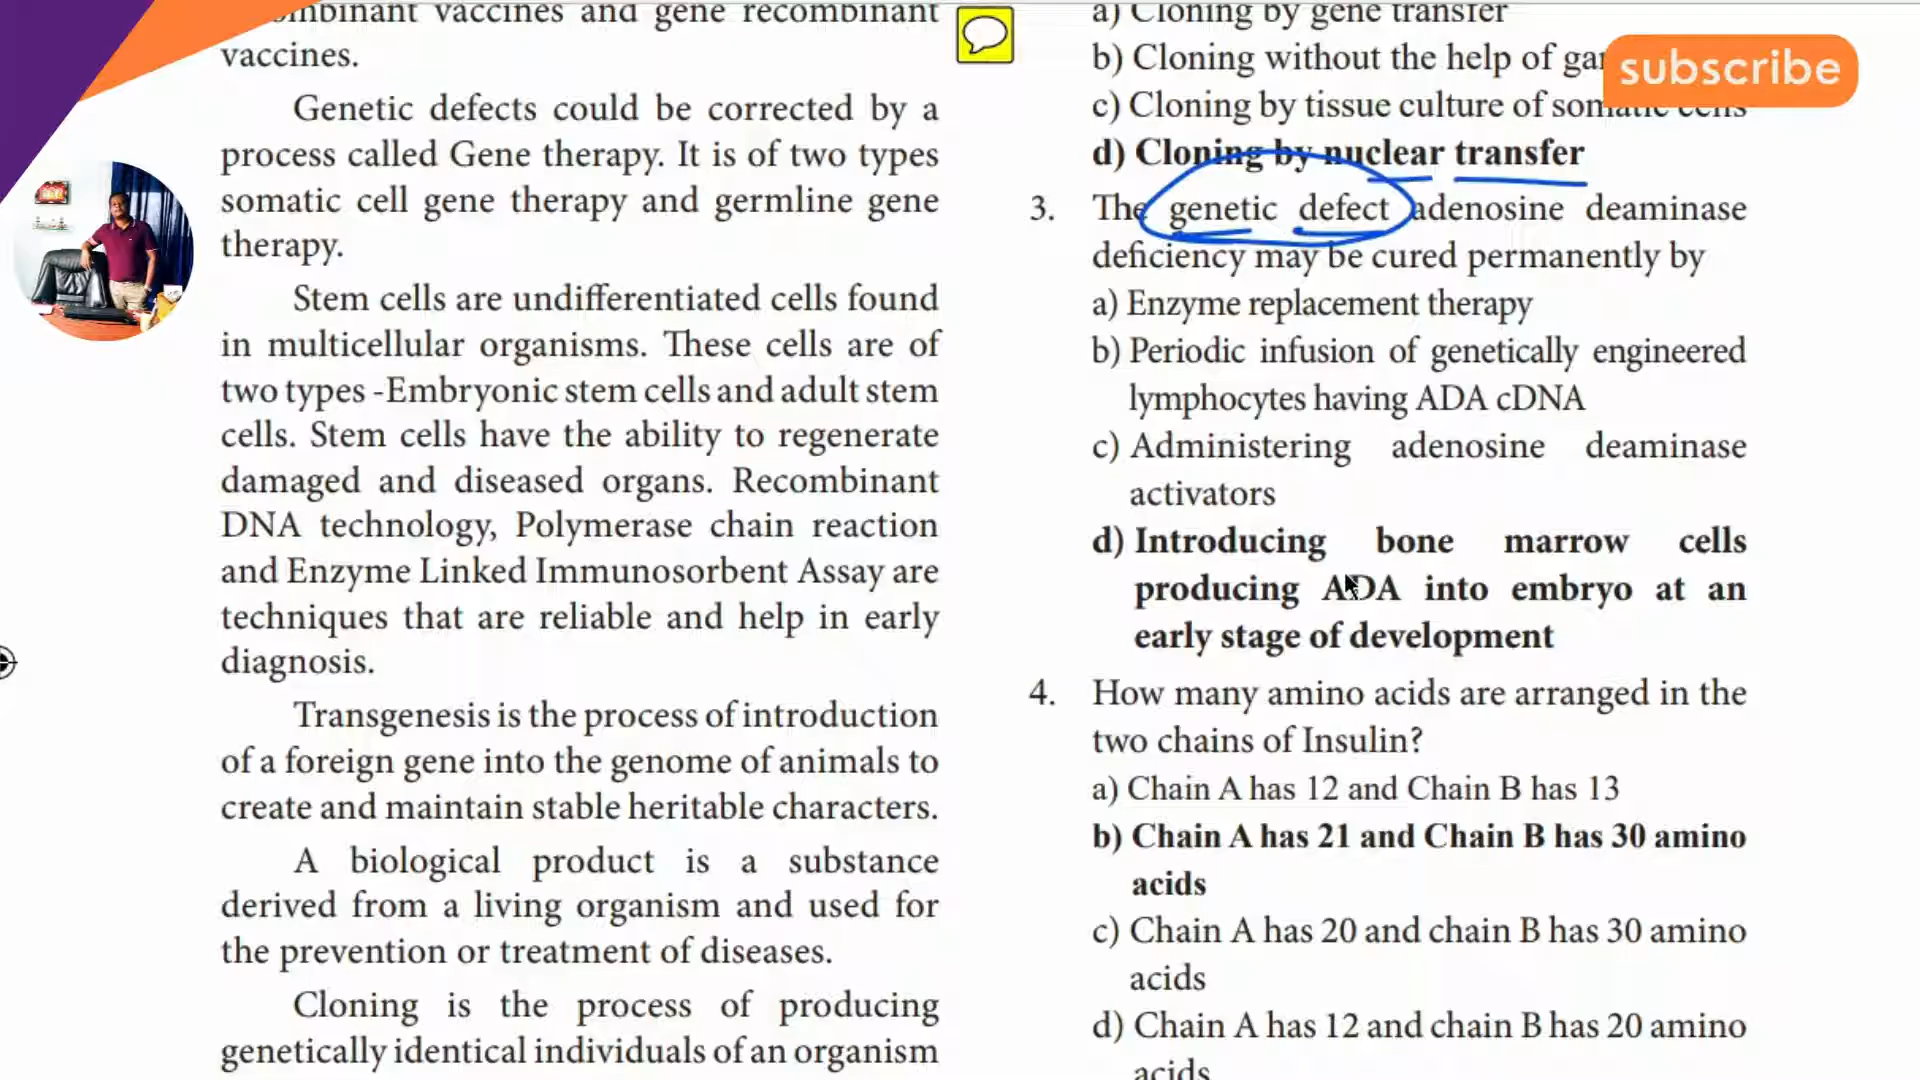 recombinant vaccines and gene recombinant
vaccines.
Genetic defects could be corrected by a
process called Gene therapy. It is of two types
somatic cell gene therapy and germline gene
therapy.
Stem cells are undifferentiated cells found
in multicellular organisms. These cells are of
two types -Embryonic stem cells and adult stem
cells. Stem cells have the ability to regenerate
damaged and diseased organs. Recombinant
DNA technology, Polymerase chain reaction
and Enzyme Linked Immunosorbent Assay are
techniques that are reliable and help in early
diagnosis.
Transgenesis is the process of introduction
of a foreign gene into the genome of animals to
create and maintain stable heritable characters.
A biological product is a substance
derived from a living organism and used for
the prevention or treatment of diseases.
Cloning is the process of producing
genetically identical individuals of an organism
a) Cloning by gene transfer
b) Cloning without the help of
subscribe
c) Cloning by tissue culture of somatic cells
d) Cloning by nuclear transfer
3. The genetic defect adenosine deaminase
deficiency may be cured permanently by
a) Enzyme replacement therapy
b) Periodic infusion of genetically engineered
lymphocytes having ADA cDNA
c) Administering adenosine deaminase
activators
d) Introducing bone marrow cells
producing ADA into embryo at an
early stage of development
4. How many amino acids are arranged in the
two chains of Insulin?
a) Chain A has 12 and Chain B has 13
b) Chain A has 21 and Chain B has 30 amino
acids
c) Chain A has 20 and chain B has 30 amino
acids
d) Chain A has 12 and chain B has 20 amino
acids